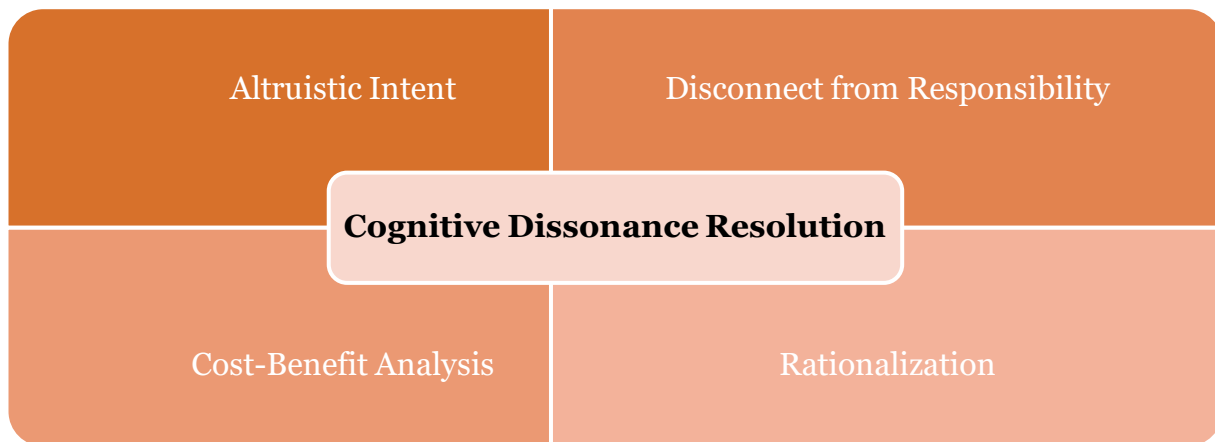 Altruistic Intent
Disconnect from Responsibility
Cognitive Dissonance Resolution
Cost-Benefit Analysis
Rationalization